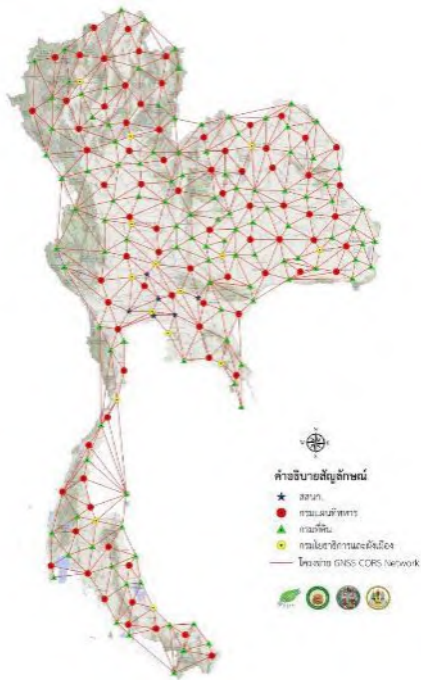 คำอธิบายสัญลักษณ์
สสนก.
กรมแผนที่ทหาร
กรมที่ดิน
กรมโยธาธิการและผังเมือง
โครงข่าย GNSS CORS Network